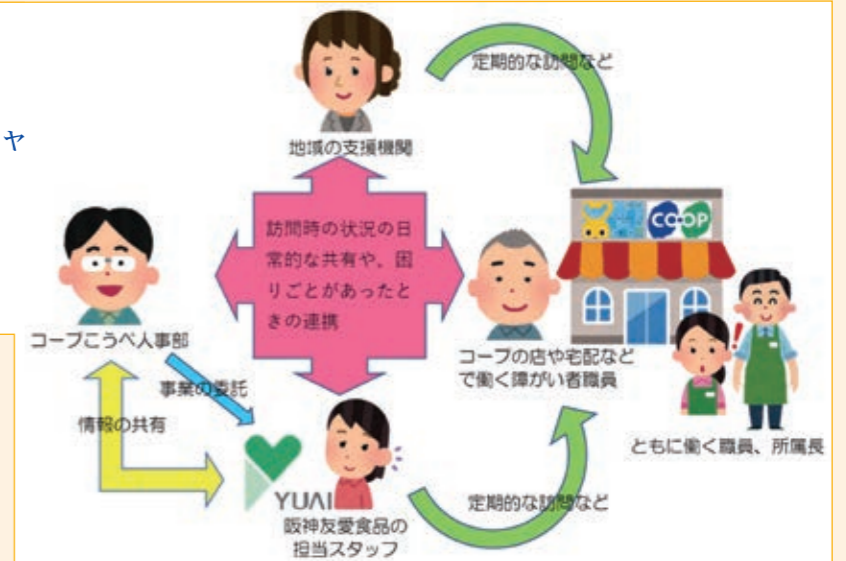 定期的な訪問など
ャ
地域の支援機関
COOP
訪問時の状況の日
常的な共有や、困
りごとがあったと
きの連携
コープこうべ人事部
コープの店や宅配など
で働く障がい者職員
事業の委託
情報の共有
ともに働く職員、所属長
YUAI
定期的な訪問など
阪神友愛食品の
担当スタッフ